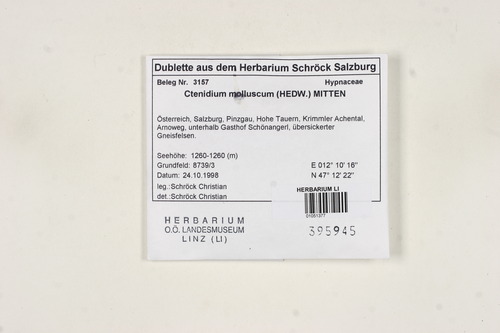 Dublette aus dem Herbarium Schröck Salzburg
Beleg Nr. 3157 Hypnaceae
Ctenidium molluscum (HEDW.) MITTEN
Österreich, Salzburg, Pinzgau, Hohe Tauern, Krimmler Achental,
Arnoweg, unterhalb Gasthof Schönangerl, übersickerter
Gneisfelsen.
Seehöhe: 1260-1260 (m)
Grundfeld: 8739/3 E 012° 10' 16"
Datum: 24.10.1998 N 47° 12' 22"
leg.: Schröck Christian
det.: Schröck Christian
HERBARIUM LI
01051377
HERBARIUM
O.Ö. LANDESMUSEUM
LINZ (LI)
395945